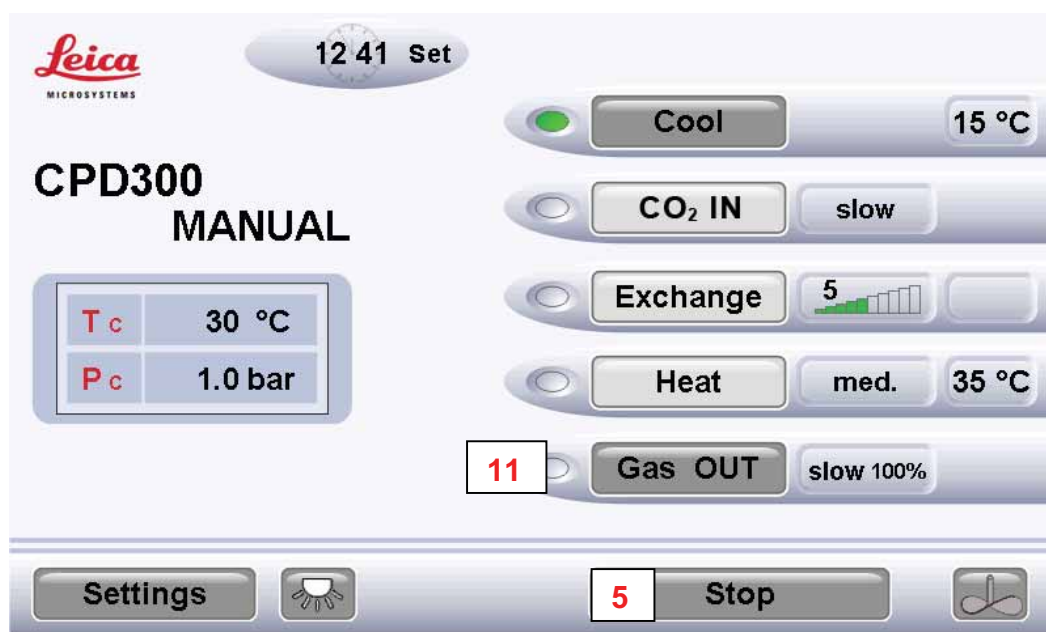 Leica
MICROSYSTEMS
12 41 Set
CPD300
MANUAL
Tc 30 °C
Pc 1.0 bar
Cool 15 °C
CO₂ IN slow
Exchange 5
Heat med. 35 °C
11 Gas OUT slow 100%
Settings
5 Stop